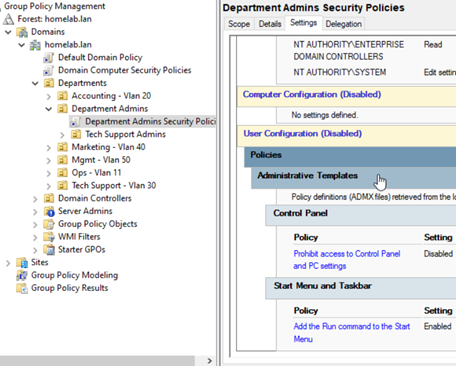 Group Policy Management
Forest: homelab.lan
Domains
homelab.lan
Default Domain Policy
Domain Computer Security Policies
Departments
Accounting - Vlan 20
Department Admins
Department Admins Security Polici
Tech Support Admins
Marketing - Vlan 40
Mgmt - Vlan 50
Ops - Vlan 11
Tech Support - Vlan 30
Domain Controllers
Server Admins
Group Policy Objects
WMI Filters
Starter GPOs
Sites
Group Policy Modeling
Group Policy Results
Department Admins Security Policies
Scope Details Settings Delegation
NT AUTHORITY\ENTERPRISE Read
DOMAIN CONTROLLERS
NT AUTHORITY\SYSTEM Edit settin
Computer Configuration (Disabled)
No settings defined.
User Configuration (Disabled)
Policies
Administrative Templates
Policy definitions (ADMX files) retrieved from the lo
Control Panel
Policy Setting
Prohibit access to Control Panel Disabled
and PC settings
Start Menu and Taskbar
Policy Setting
Add the Run command to the Start Enabled
Menu